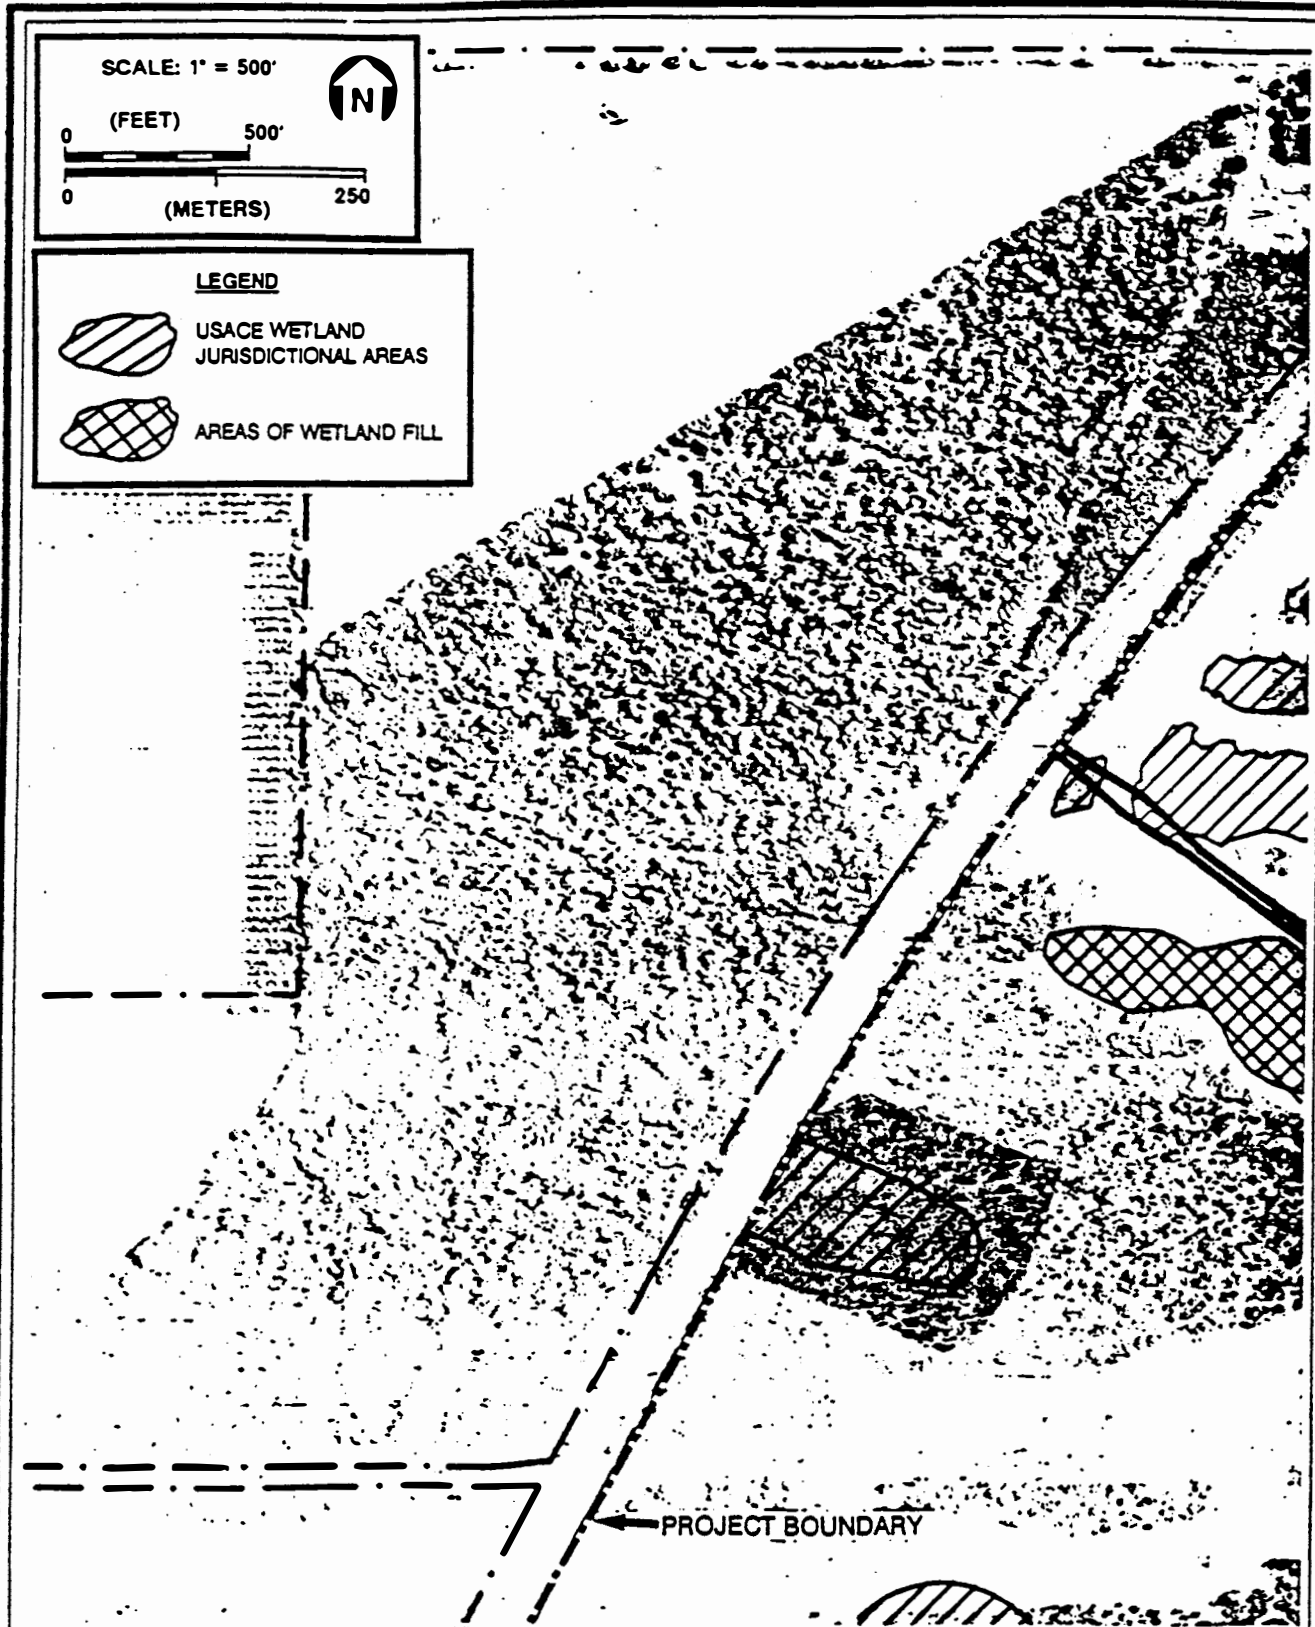 SCALE: 1" = 500'
N
(FEET)
0 500'
0 250
(METERS)
LEGEND
USACE WETLAND
JURISDICTIONAL AREAS
AREAS OF WETLAND FILL
PROJECT BOUNDARY